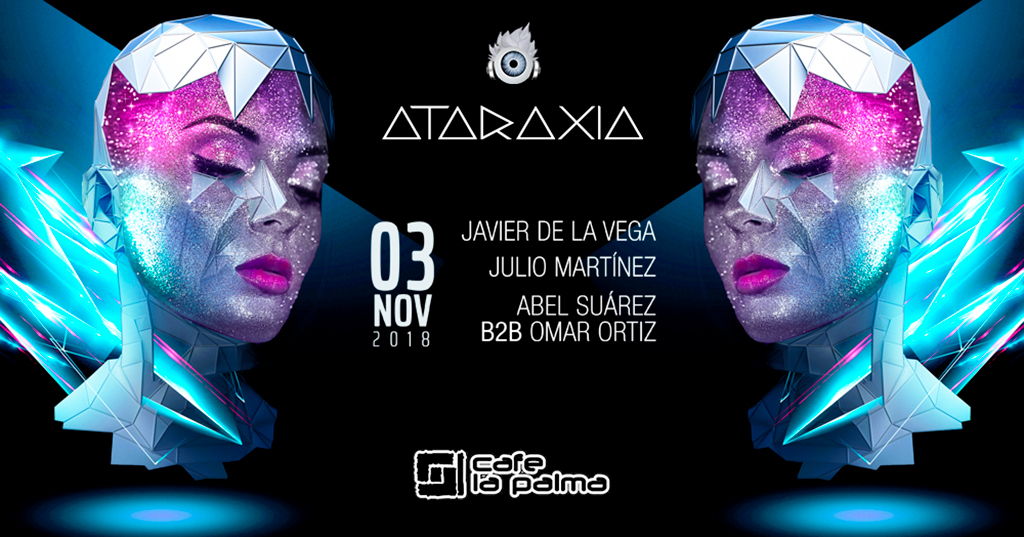 ATARAXIA
03
NOV
2018
JAVIER DE LA VEGA
JULIO MARTÍNEZ
ABEL SUÁREZ
B2B OMAR ORTIZ
cafe
la palma